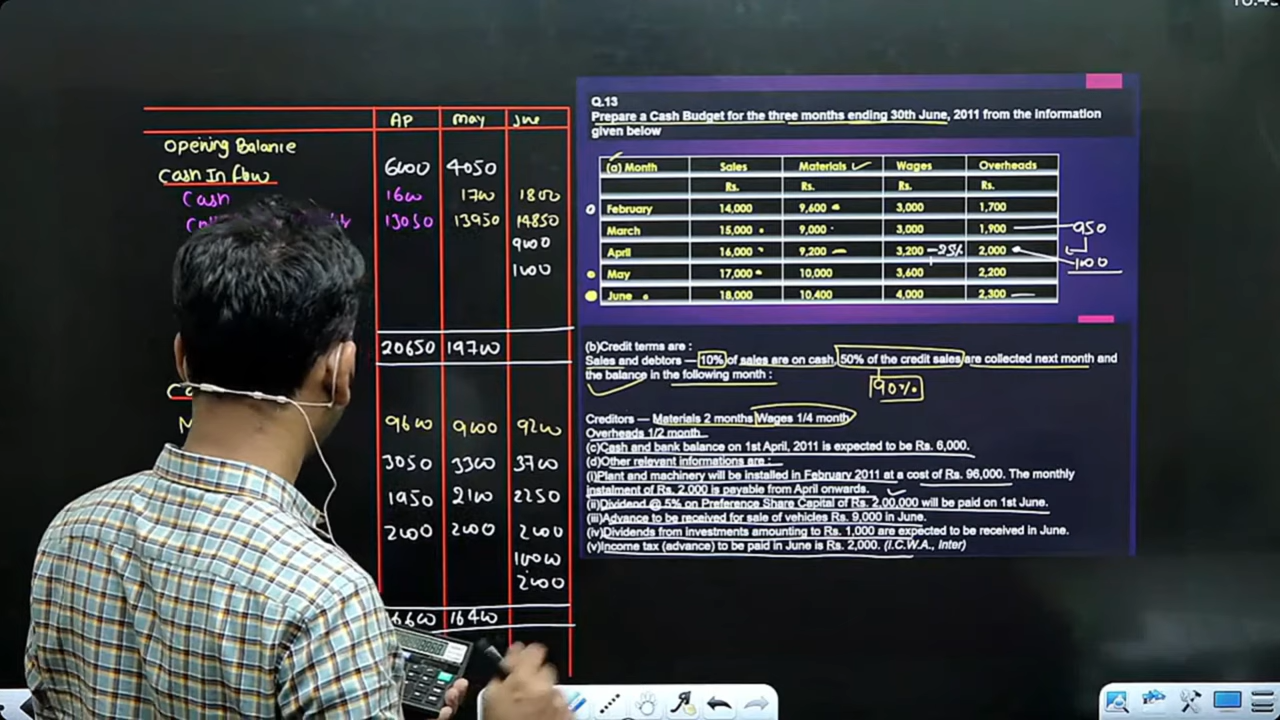 Ap may June
Opening Balance 6000 4050
Cash In flow
Cash 1600 1700 1800
13050 13950 14850
9000
1000
20650 19700
9600 9000 9200
3050 3300 3700
1950 2100 2250
2000 2000 2000
10000
2000
6600 16400
Q.13
Prepare a Cash Budget for the three months ending 30th June, 2011 from the information
given below
(a) Month Sales Materials Wages Overheads
Rs. Rs. Rs. Rs.
February 14,000 9,600 3,000 1,700
March 15,000 9,000 3,000 1,900 950
April 16,000 9,200 3,200 25% 2,000 1000
May 17,000 10,000 3,600 2,200
June 18,000 10,400 4,000 2,300
(b)Credit terms are :
Sales and debtors — 10% of sales are on cash, 50% of the credit sales are collected next month and
the balance in the following month :
90%
Creditors — Materials 2 months Wages 1/4 month
Overheads 1/2 month
(c)Cash and bank balance on 1st April, 2011 is expected to be Rs. 6,000.
(d)Other relevant informations are :
(i)Plant and machinery will be installed in February 2011 at a cost of Rs. 96,000. The monthly
instalment of Rs. 2,000 is payable from April onwards.
(ii)Dividend @ 5% on Preference Share Capital of Rs. 2,00,000 will be paid on 1st June.
(iii)Advance to be received for sale of vehicles Rs. 9,000 in June.
(iv)Dividends from investments amounting to Rs. 1,000 are expected to be received in June.
(v)Income tax (advance) to be paid in June is Rs. 2,000. (I.C.W.A., Inter)